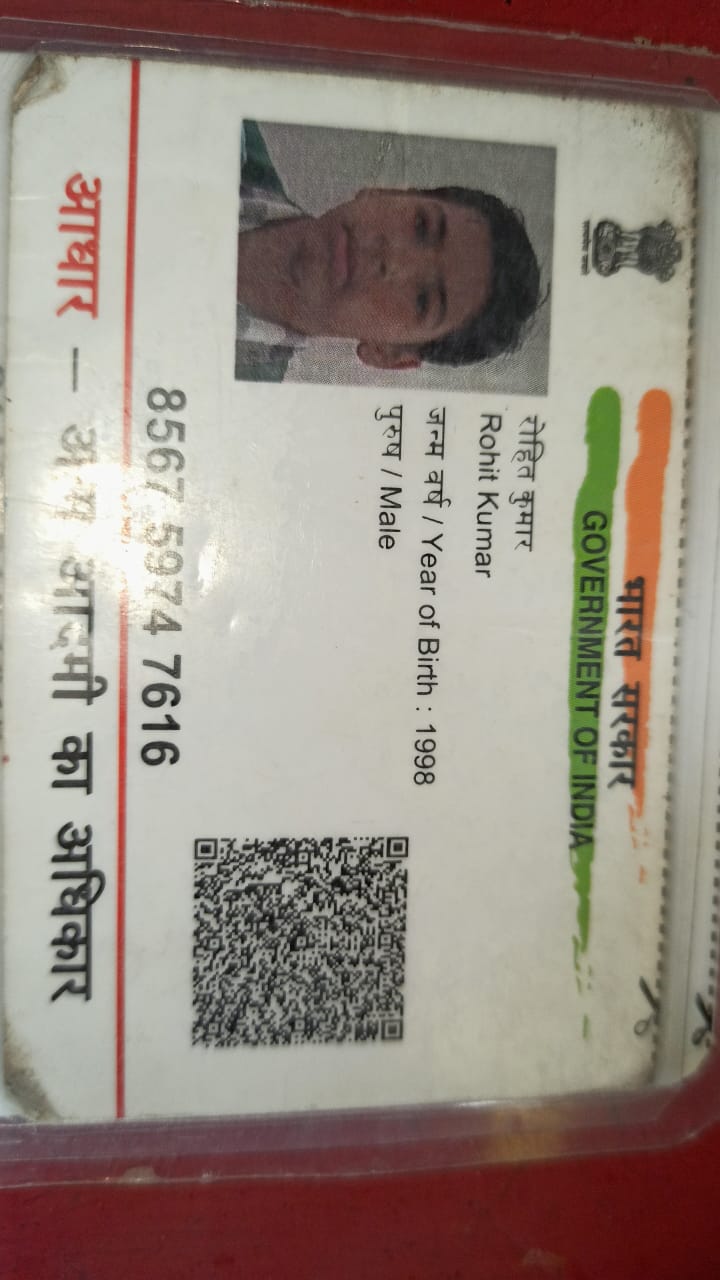 भारत सरकार
GOVERNMENT OF INDIA
रोहित कुमार
Rohit Kumar
जन्म वर्ष / Year of Birth : 1998
पुरुष / Male
8567 5974 7616
आधार – आम आदमी का अधिकार